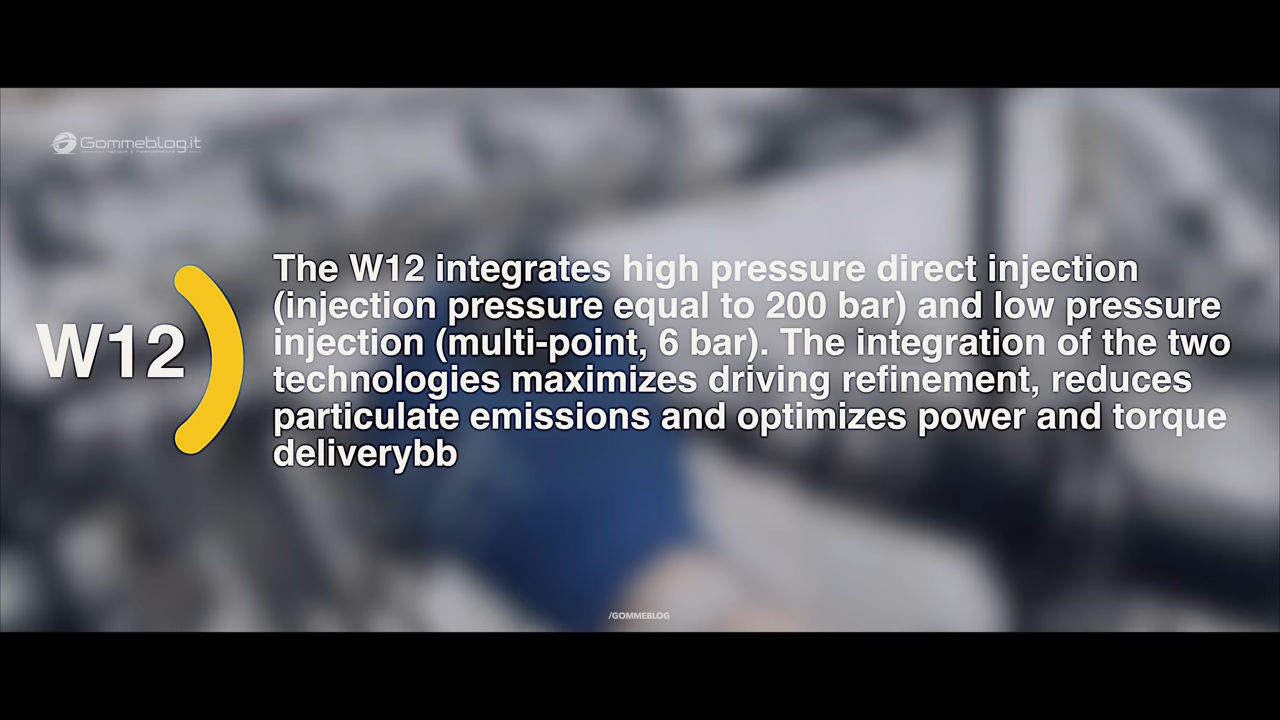 Gommeblog.it
W12
The W12 integrates high pressure direct injection
(injection pressure equal to 200 bar) and low pressure
injection (multi-point, 6 bar). The integration of the two
technologies maximizes driving refinement, reduces
particulate emissions and optimizes power and torque
deliverybb
/GOMMEBLOG